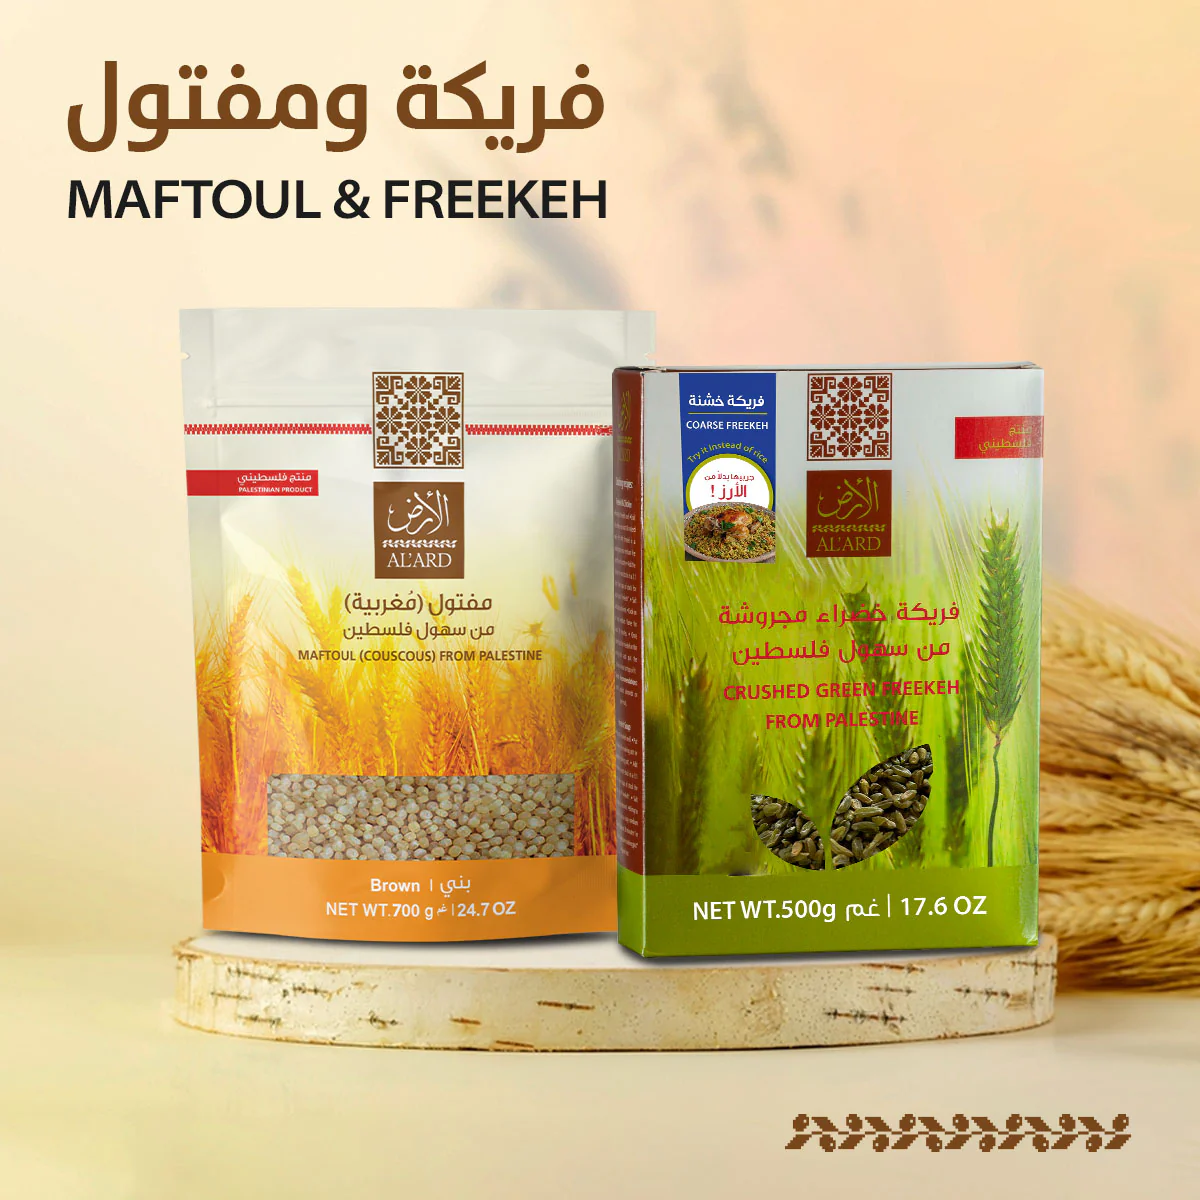 فريكة ومفتول
MAFTOUL & FREEKEH
منتج فلسطيني
PALESTINIAN PRODUCT
الأرض
AL'ARD
مفتول (مُغربية)
من سهول فلسطين
MAFTOUL (COUSCOUS) FROM PALESTINE
Brown | بني
NET WT.700 g غم | 24.7 OZ
فريكة خشنة
COARSE FREEKEH
Try it instead of rice
جربيها بدلاً من
الأرز !
منتج
فلسطيني
الأرض
AL'ARD
فريكة خضراء مجروشة
من سهول فلسطين
CRUSHED GREEN FREEKEH
FROM PALESTINE
NET WT.500g غم | 17.6 OZ